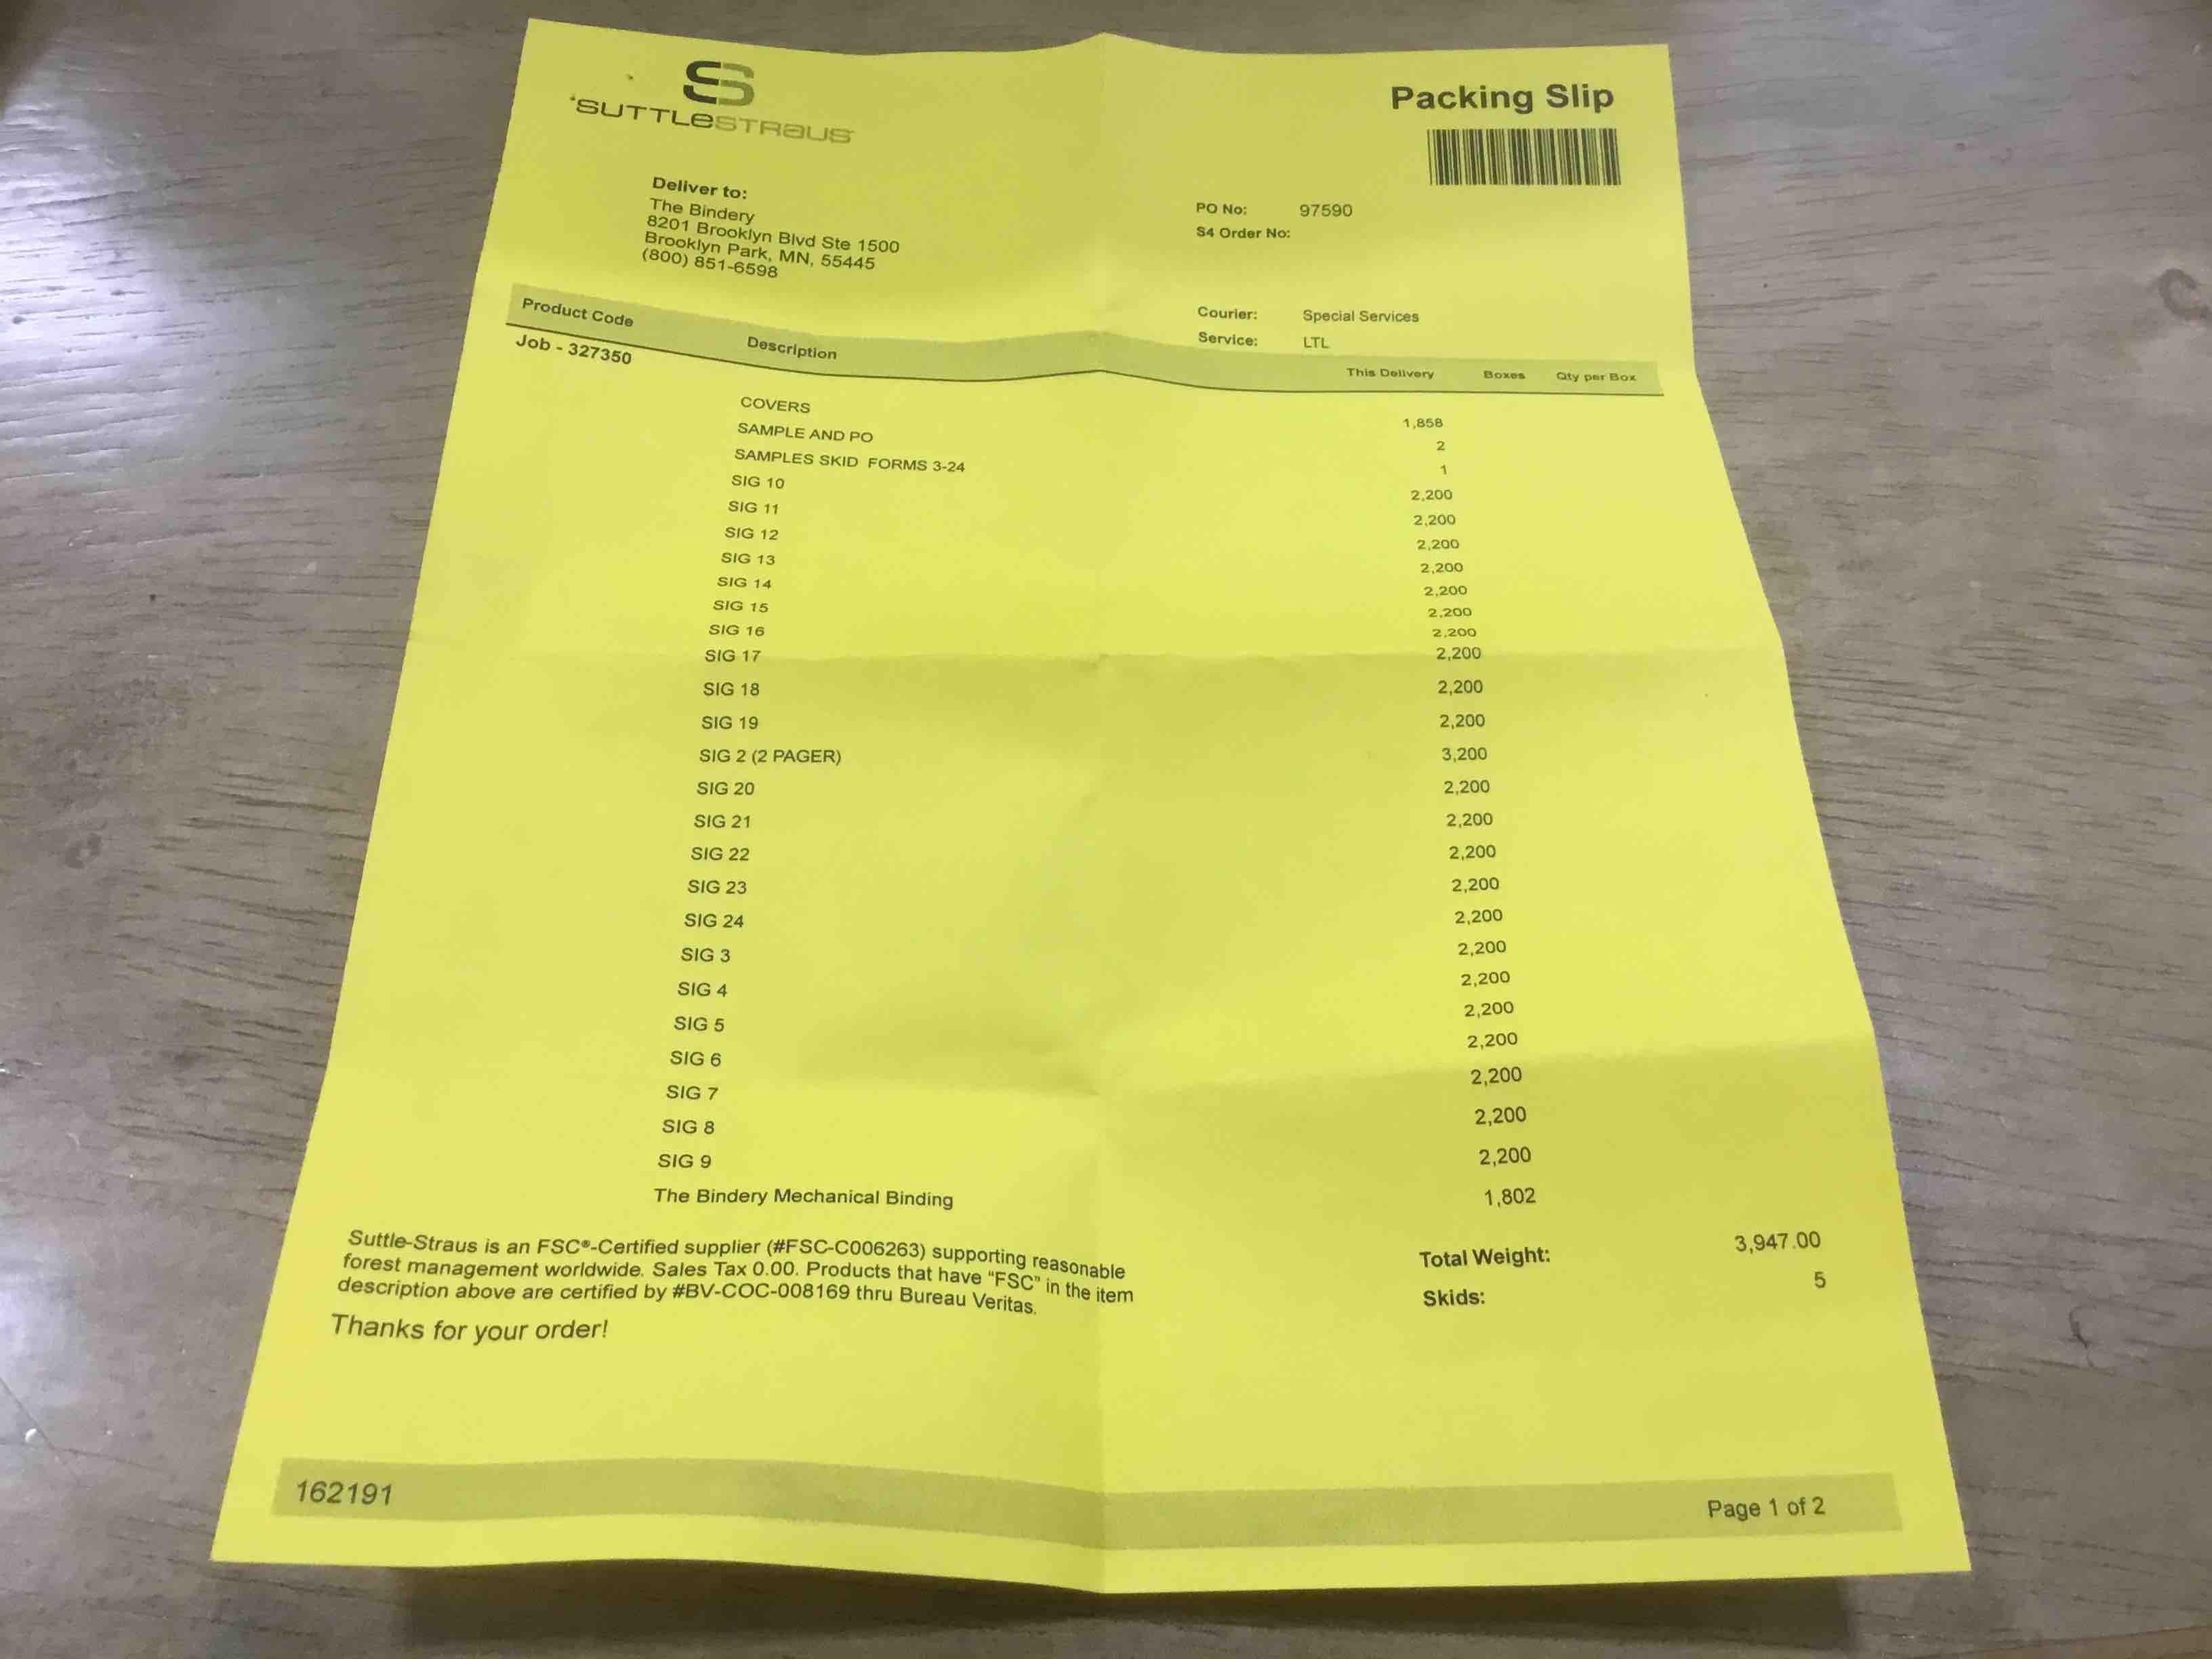 SUTTLESTRAUS
Packing Slip
Deliver to:
The Bindery
8201 Brooklyn Blvd Ste 1500
Brooklyn Park, MN, 55445
(800) 851-6598
PO No: 97590
S4 Order No:
Courier: Special Services
Service: LTL
Product Code Description This Delivery Boxes Qty per Box
Job - 327350
COVERS 1,858
SAMPLE AND PO 2
SAMPLES SKID FORMS 3-24 1
SIG 10 2,200
SIG 11 2,200
SIG 12 2,200
SIG 13 2,200
SIG 14 2,200
SIG 15 2,200
SIG 16 2,200
SIG 17 2,200
SIG 18 2,200
SIG 19 2,200
SIG 2 (2 PAGER) 3,200
SIG 20 2,200
SIG 21 2,200
SIG 22 2,200
SIG 23 2,200
SIG 24 2,200
SIG 3 2,200
SIG 4 2,200
SIG 5 2,200
SIG 6 2,200
SIG 7 2,200
SIG 8 2,200
SIG 9 2,200
The Bindery Mechanical Binding 1,802
Suttle-Straus is an FSC®-Certified supplier (#FSC-C006263) supporting reasonable
forest management worldwide. Sales Tax 0.00. Products that have "FSC" in the item
description above are certified by #BV-COC-008169 thru Bureau Veritas.
Thanks for your order!
Total Weight: 3,947.00
Skids: 5
162191
Page 1 of 2